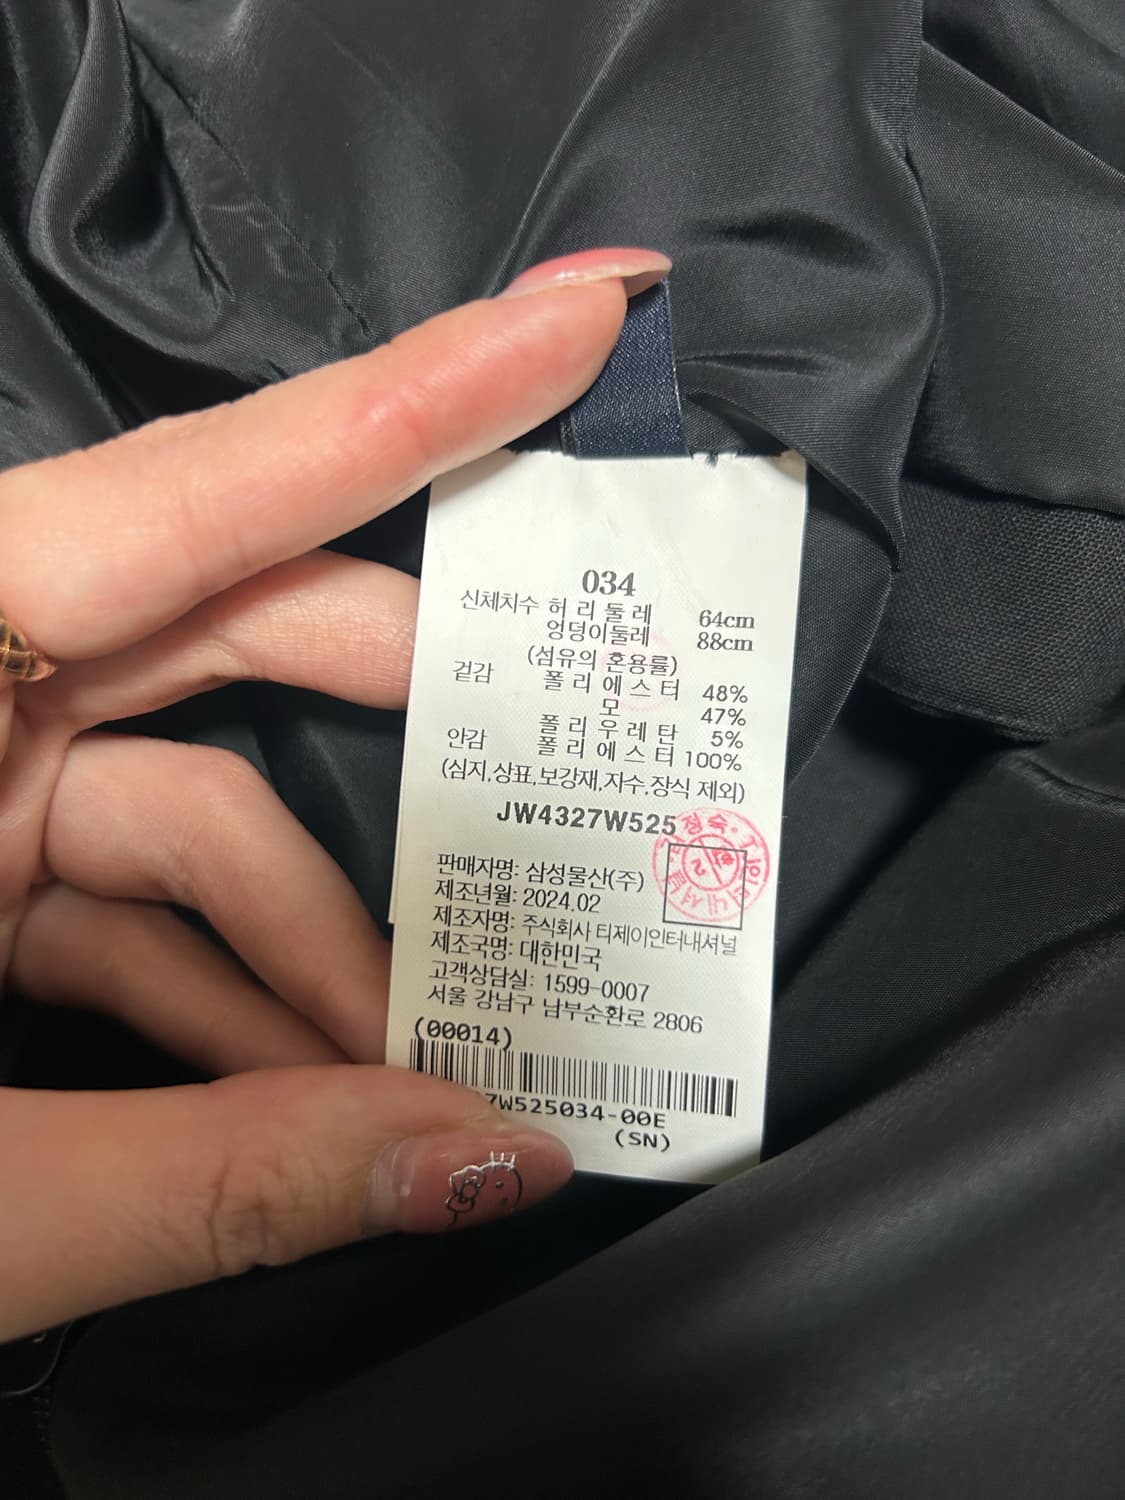 034
신체치수 허리둘레 64cm
엉덩이둘레 88cm
(섬유의 혼용률)
겉감 폴리에스터 48%
모 47%
폴리우레탄 5%
안감 폴리에스터 100%
(심지,상표,보강재,자수,장식 제외)
JW4327W525
판매자명: 삼성물산(주)
제조년월: 2024.02
제조자명: 주식회사 티제이인터내셔널
제조국명: 대한민국
고객상담실: 1599-0007
서울 강남구 남부순환로 2806
(00014)
7W525034-00E
(SN)